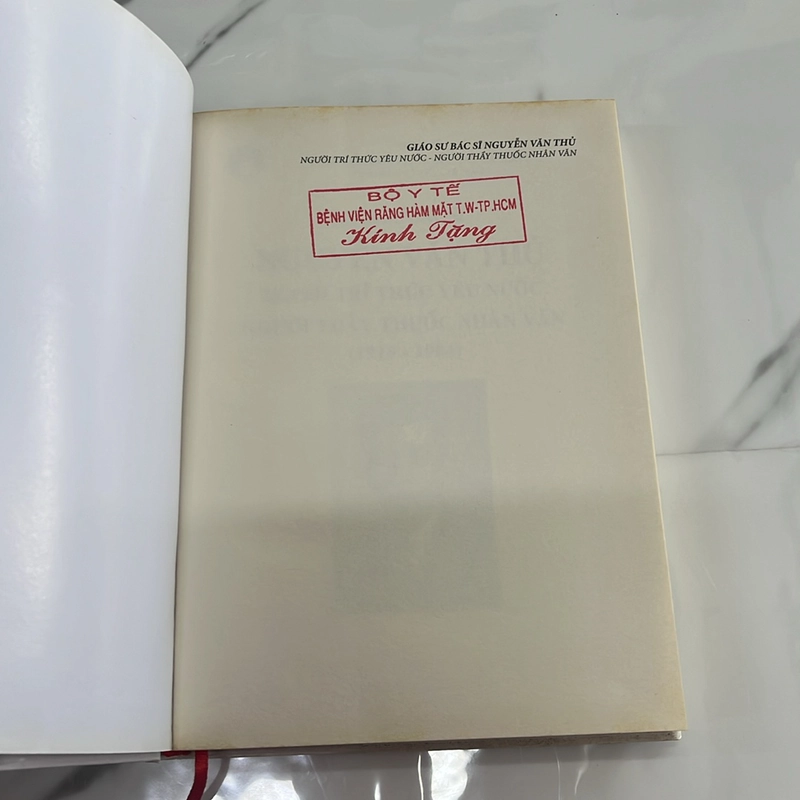 GIÁO SƯ BÁC SĨ NGUYỄN VĂN THỦ
NGƯỜI TRÍ THỨC YÊU NƯỚC - NGƯỜI THẦY THUỐC NHÂN VĂN
BỘ Y TẾ
BỆNH VIỆN RĂNG HÀM MẶT T.W-TP.HCM
Kính Tặng